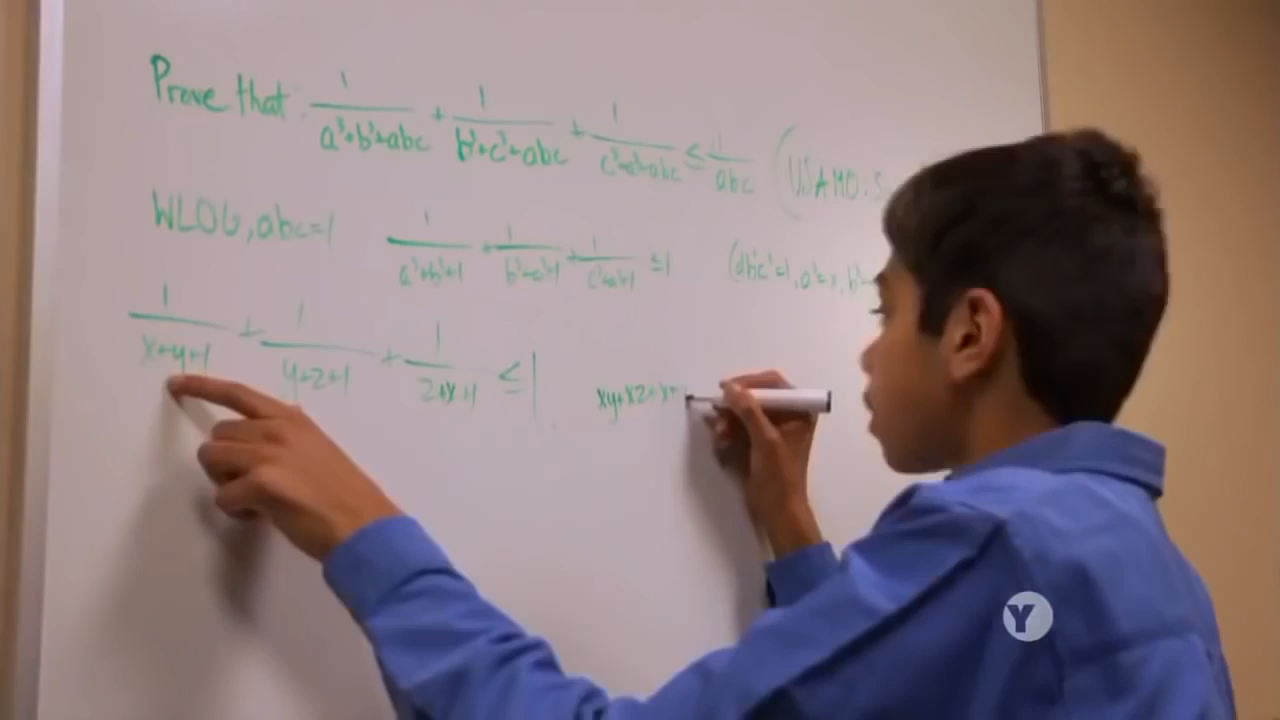 Prove that: 1/(a³+b³+abc) + 1/(b³+c³+abc) + 1/(c³+a³+abc) ≤ 1/abc (USAMO.S
WLOG, abc=1 1/(a³+b³+1) + 1/(b³+c³+1) + 1/(c³+a³+1) ≤ 1 (a³b³c³=1, a³=x, b³
1/(x+y+1) + 1/(y+z+1) + 1/(z+x+1) ≤ 1 xy+xz+x+
Y